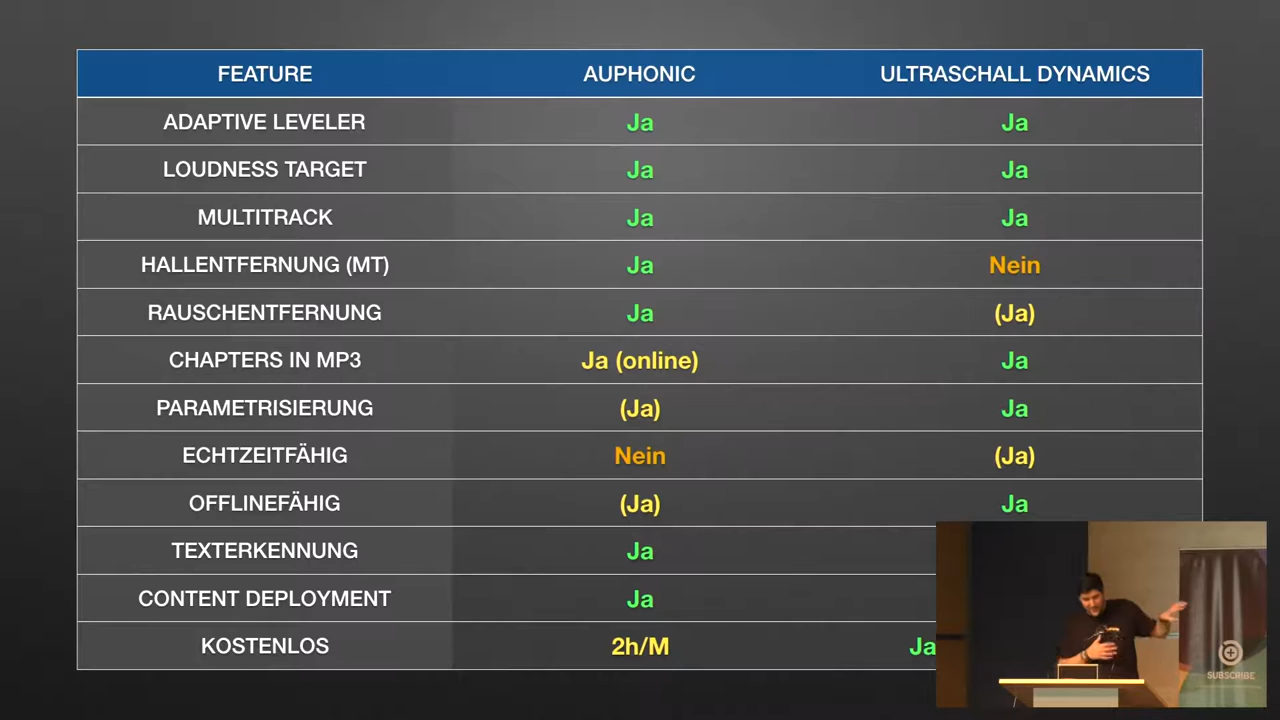 FEATURE AUPHONIC ULTRASCHALL DYNAMICS
ADAPTIVE LEVELER Ja Ja
LOUDNESS TARGET Ja Ja
MULTITRACK Ja Ja
HALLENTFERNUNG (MT) Ja Nein
RAUSCHENTFERNUNG Ja (Ja)
CHAPTERS IN MP3 Ja (online) Ja
PARAMETRISIERUNG (Ja) Ja
ECHTZEITFÄHIG Nein (Ja)
OFFLINEFÄHIG (Ja) Ja
TEXTERKENNUNG Ja
CONTENT DEPLOYMENT Ja
KOSTENLOS 2h/M Ja
SUBSCRIBE